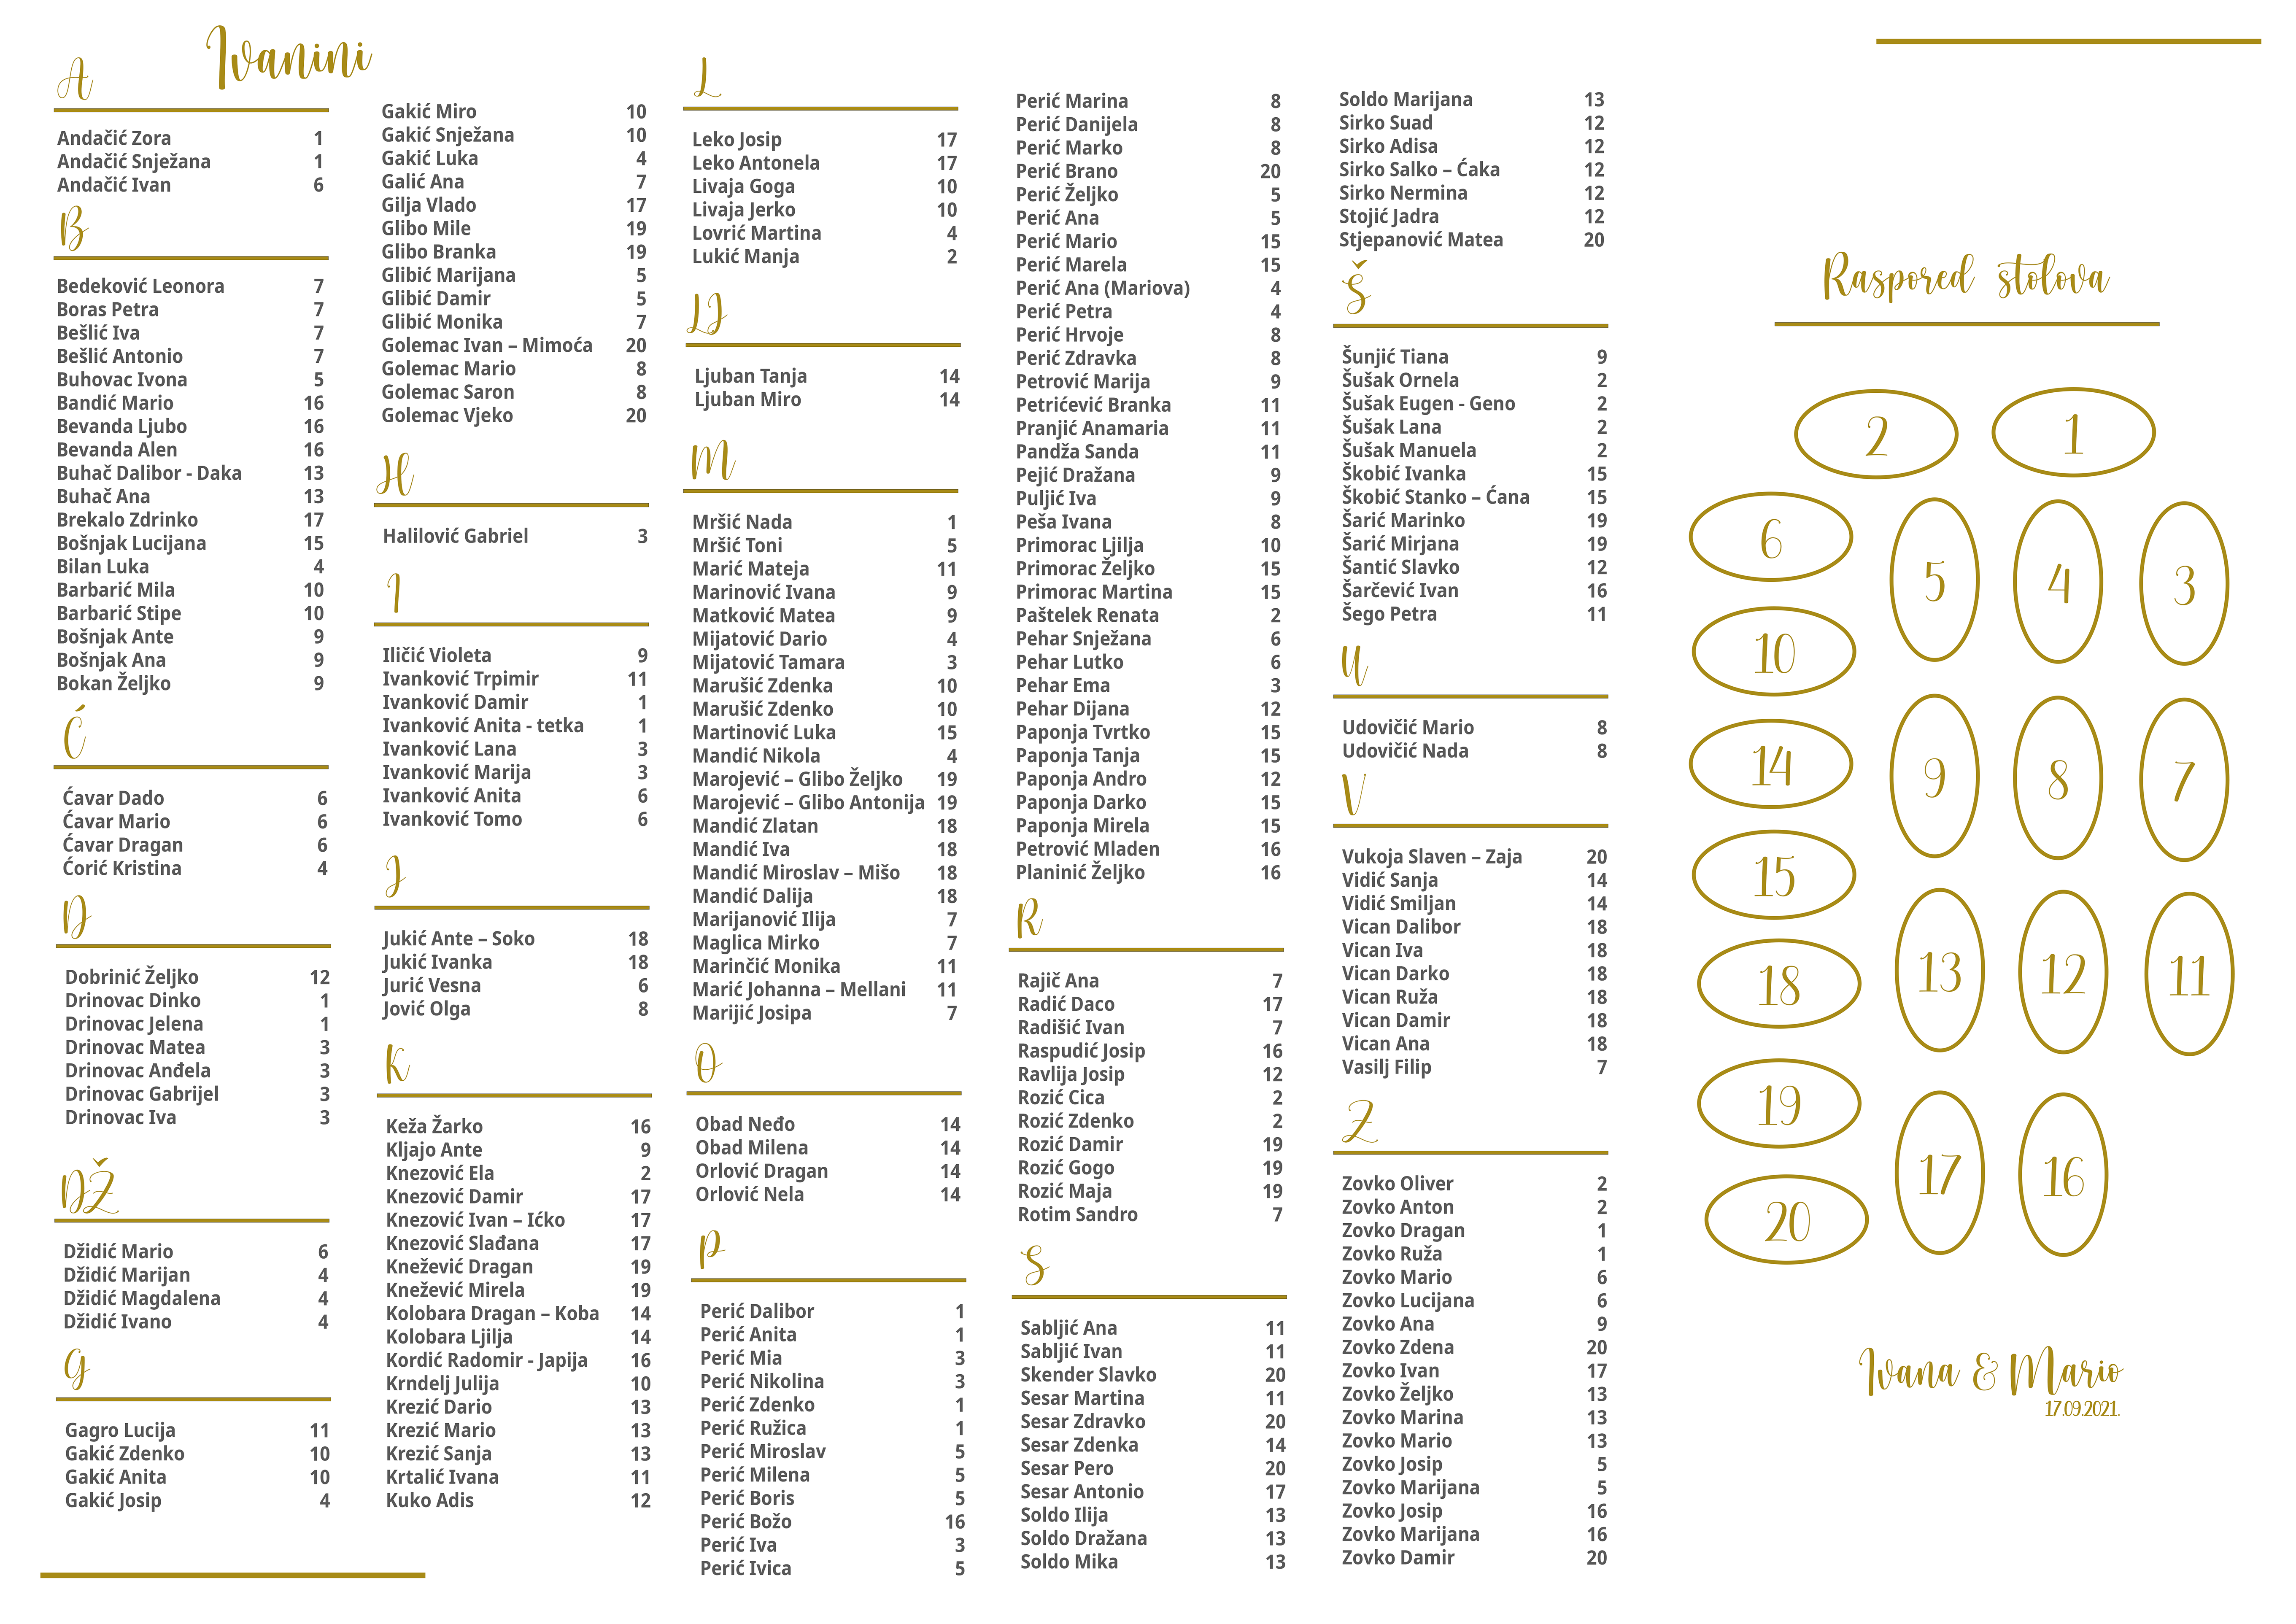 Ivanini
A
Andačić Zora 1
Andačić Snježana 1
Andačić Ivan 6
B
Bedeković Leonora 7
Boras Petra 7
Bešlić Iva 7
Bešlić Antonio 7
Buhovac Ivona 5
Bandić Mario 16
Bevanda Ljubo 16
Bevanda Alen 16
Buhač Dalibor - Daka 13
Buhač Ana 13
Brekalo Zdrinko 17
Bošnjak Lucijana 15
Bilan Luka 4
Barbarić Mila 10
Barbarić Stipe 10
Bošnjak Ante 9
Bošnjak Ana 9
Bokan Željko 9
Ć
Ćavar Dado 6
Ćavar Mario 6
Ćavar Dragan 6
Ćorić Kristina 4
D
Dobrinić Željko 12
Drinovac Dinko 1
Drinovac Jelena 1
Drinovac Matea 3
Drinovac Anđela 3
Drinovac Gabrijel 3
Drinovac Iva 3
DŽ
Džidić Mario 6
Džidić Marijan 4
Džidić Magdalena 4
Džidić Ivano 4
G
Gagro Lucija 11
Gakić Zdenko 10
Gakić Anita 10
Gakić Josip 4
Gakić Miro 10
Gakić Snježana 10
Gakić Luka 4
Galić Ana 7
Gilja Vlado 17
Glibo Mile 19
Glibo Branka 19
Glibić Marijana 5
Glibić Damir 5
Glibić Monika 7
Golemac Ivan – Mimoća 20
Golemac Mario 8
Golemac Saron 8
Golemac Vjeko 20
H
Halilović Gabriel 3
I
Iličić Violeta 9
Ivanković Trpimir 11
Ivanković Damir 1
Ivanković Anita - tetka 1
Ivanković Lana 3
Ivanković Marija 3
Ivanković Anita 6
Ivanković Tomo 6
J
Jukić Ante – Soko 18
Jukić Ivanka 18
Jurić Vesna 6
Jović Olga 8
K
Keža Žarko 16
Kljajo Ante 9
Knezović Ela 2
Knezović Damir 17
Knezović Ivan – Ićko 17
Knezović Slađana 17
Knežević Dragan 19
Knežević Mirela 19
Kolobara Dragan – Koba 14
Kolobara Ljilja 14
Kordić Radomir - Japija 16
Krndelj Julija 10
Krezić Dario 13
Krezić Mario 13
Krezić Sanja 13
Krtalić Ivana 11
Kuko Adis 12
L
Leko Josip 17
Leko Antonela 17
Livaja Goga 10
Livaja Jerko 10
Lovrić Martina 4
Lukić Manja 2
LJ
Ljuban Tanja 14
Ljuban Miro 14
M
Mršić Nada 1
Mršić Toni 5
Marić Mateja 11
Marinović Ivana 9
Matković Matea 9
Mijatović Dario 4
Mijatović Tamara 3
Marušić Zdenka 10
Marušić Zdenko 10
Martinović Luka 15
Mandić Nikola 4
Marojević – Glibo Željko 19
Marojević – Glibo Antonija 19
Mandić Zlatan 18
Mandić Iva 18
Mandić Miroslav – Mišo 18
Mandić Dalija 18
Marijanović Ilija 7
Maglica Mirko 7
Marinčić Monika 11
Marić Johanna – Mellani 11
Marijić Josipa 7
O
Obad Neđo 14
Obad Milena 14
Orlović Dragan 14
Orlović Nela 14
P
Perić Dalibor 1
Perić Anita 1
Perić Mia 3
Perić Nikolina 3
Perić Zdenko 1
Perić Ružica 1
Perić Miroslav 5
Perić Milena 5
Perić Boris 5
Perić Božo 16
Perić Iva 3
Perić Ivica 5
Perić Marina 8
Perić Danijela 8
Perić Marko 8
Perić Brano 20
Perić Željko 5
Perić Ana 5
Perić Mario 15
Perić Marela 15
Perić Ana (Mariova) 4
Perić Petra 4
Perić Hrvoje 8
Perić Zdravka 8
Petrović Marija 9
Petrićević Branka 11
Pranjić Anamaria 11
Pandža Sanda 11
Pejić Dražana 9
Puljić Iva 9
Peša Ivana 8
Primorac Ljilja 10
Primorac Željko 15
Primorac Martina 15
Paštelek Renata 2
Pehar Snježana 6
Pehar Lutko 6
Pehar Ema 3
Pehar Dijana 12
Paponja Tvrtko 15
Paponja Tanja 15
Paponja Andro 12
Paponja Darko 15
Paponja Mirela 15
Petrović Mladen 16
Planinić Željko 16
R
Rajič Ana 7
Radić Daco 17
Radišić Ivan 7
Raspudić Josip 16
Ravlija Josip 12
Rozić Cica 2
Rozić Zdenko 2
Rozić Damir 19
Rozić Gogo 19
Rozić Maja 19
Rotim Sandro 7
S
Sabljić Ana 11
Sabljić Ivan 11
Skender Slavko 20
Sesar Martina 11
Sesar Zdravko 20
Sesar Zdenka 14
Sesar Pero 20
Sesar Antonio 17
Soldo Ilija 13
Soldo Dražana 13
Soldo Mika 13
Soldo Marijana 13
Sirko Suad 12
Sirko Adisa 12
Sirko Salko – Ćaka 12
Sirko Nermina 12
Stojić Jadra 12
Stjepanović Matea 20
Š
Šunjić Tiana 9
Šušak Ornela 2
Šušak Eugen - Geno 2
Šušak Lana 2
Šušak Manuela 2
Škobić Ivanka 15
Škobić Stanko – Ćana 15
Šarić Marinko 19
Šarić Mirjana 19
Šantić Slavko 12
Šarčević Ivan 16
Šego Petra 11
U
Udovičić Mario 8
Udovičić Nada 8
V
Vukoja Slaven – Zaja 20
Vidić Sanja 14
Vidić Smiljan 14
Vican Dalibor 18
Vican Iva 18
Vican Darko 18
Vican Ruža 18
Vican Damir 18
Vican Ana 18
Vasilj Filip 7
Z
Zovko Oliver 2
Zovko Anton 2
Zovko Dragan 1
Zovko Ruža 1
Zovko Mario 6
Zovko Lucijana 6
Zovko Ana 9
Zovko Zdena 20
Zovko Ivan 17
Zovko Željko 13
Zovko Marina 13
Zovko Mario 13
Zovko Josip 5
Zovko Marijana 5
Zovko Josip 16
Zovko Marijana 16
Zovko Damir 20
Raspored stolova
2 1
6 5 4 3
10
14 9 8 7
15
18 13 12 11
19 17 16
20
Ivana & Mario
17.09.2021.